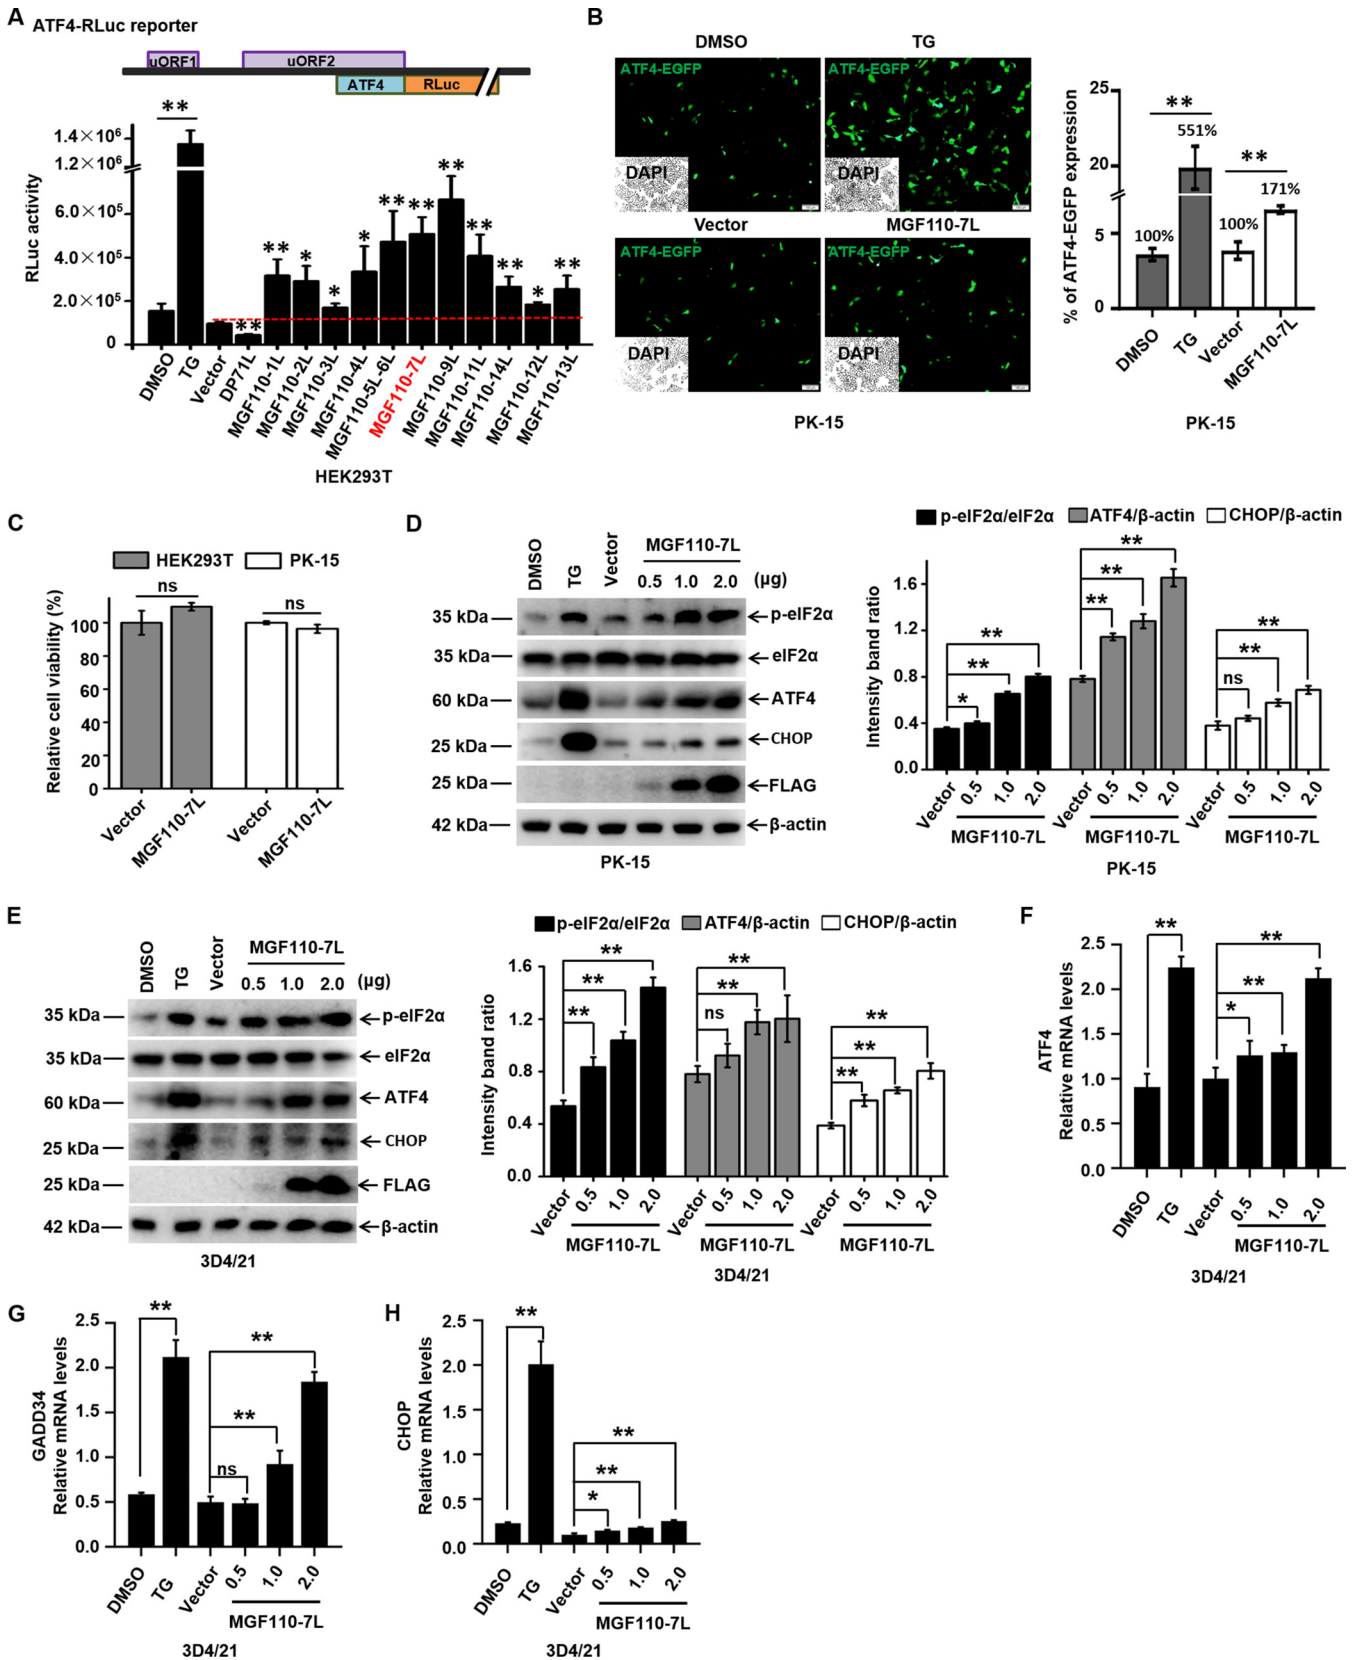 A
ATF4-RLuc reporter
uORF1
uORF2
ATF4
RLuc
RLuc activity
1.4×10⁶
1.2×10⁶
6.0×10⁵
4.0×10⁵
2.0×10⁵
0
**
**
**
*
*
*
**
**
**
**
**
*
**
DMSO
TG
Vector
DP71L
MGF110-1L
MGF110-2L
MGF110-3L
MGF110-4L
MGF110-5L-6L
MGF110-7L
MGF110-9L
MGF110-11L
MGF110-14L
MGF110-12L
MGF110-13L
HEK293T
B
DMSO
TG
ATF4-EGFP
ATF4-EGFP
DAPI
DAPI
Vector
MGF110-7L
ATF4-EGFP
ATF4-EGFP
DAPI
DAPI
PK-15
% of ATF4-EGFP expression
25
20
5
0
**
551%
**
171%
100%
100%
DMSO
TG
Vector
MGF110-7L
PK-15
C
HEK293T
PK-15
Relative cell viability (%)
100
80
60
40
20
0
ns
ns
Vector
MGF110-7L
Vector
MGF110-7L
D
DMSO
TG
Vector
MGF110-7L
0.5 1.0 2.0 (μg)
35 kDa
p-eIF2α
35 kDa
eIF2α
60 kDa
ATF4
25 kDa
CHOP
25 kDa
FLAG
42 kDa
β-actin
PK-15
p-eIF2α/eIF2α
ATF4/β-actin
CHOP/β-actin
Intensity band ratio
1.6
1.2
0.8
0.4
0.0
*
**
**
**
**
**
ns
**
**
Vector 0.5 1.0 2.0
Vector 0.5 1.0 2.0
Vector 0.5 1.0 2.0
MGF110-7L
MGF110-7L
MGF110-7L
PK-15
E
DMSO
TG
Vector
MGF110-7L
0.5 1.0 2.0 (μg)
35 kDa
p-eIF2α
35 kDa
eIF2α
60 kDa
ATF4
25 kDa
CHOP
25 kDa
FLAG
42 kDa
β-actin
3D4/21
p-eIF2α/eIF2α
ATF4/β-actin
CHOP/β-actin
Intensity band ratio
1.6
1.2
0.8
0.4
0.0
**
**
**
ns
**
**
**
**
**
Vector 0.5 1.0 2.0
Vector 0.5 1.0 2.0
Vector 0.5 1.0 2.0
MGF110-7L
MGF110-7L
MGF110-7L
3D4/21
F
ATF4
Relative mRNA levels
2.5
2.0
1.5
1.0
0.5
0.0
**
*
**
**
DMSO
TG
Vector
0.5
1.0
2.0
MGF110-7L
3D4/21
G
GADD34
Relative mRNA levels
2.5
2.0
1.5
1.0
0.5
0.0
**
ns
**
**
DMSO
TG
Vector
0.5
1.0
2.0
MGF110-7L
3D4/21
H
CHOP
Relative mRNA levels
2.5
2.0
1.5
1.0
0.5
0.0
**
*
**
**
DMSO
TG
Vector
0.5
1.0
2.0
MGF110-7L
3D4/21